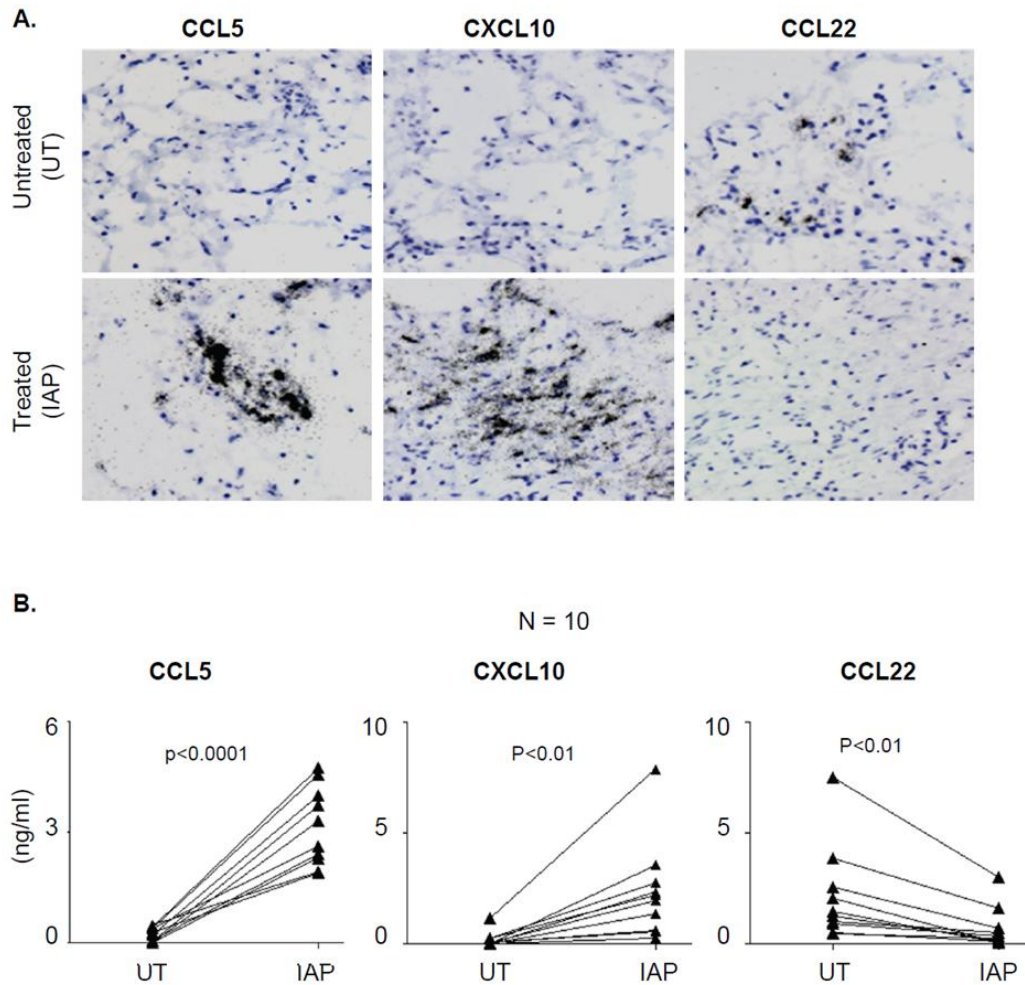 A.
CCL5 CXCL10 CCL22
Untreated
(UT)
Treated
(IAP)
B.
N = 10
CCL5 CXCL10 CCL22
6 10 10
p<0.0001 P<0.01 P<0.01
(ng/ml)
3 5 5
0 0 0
UT IAP UT IAP UT IAP